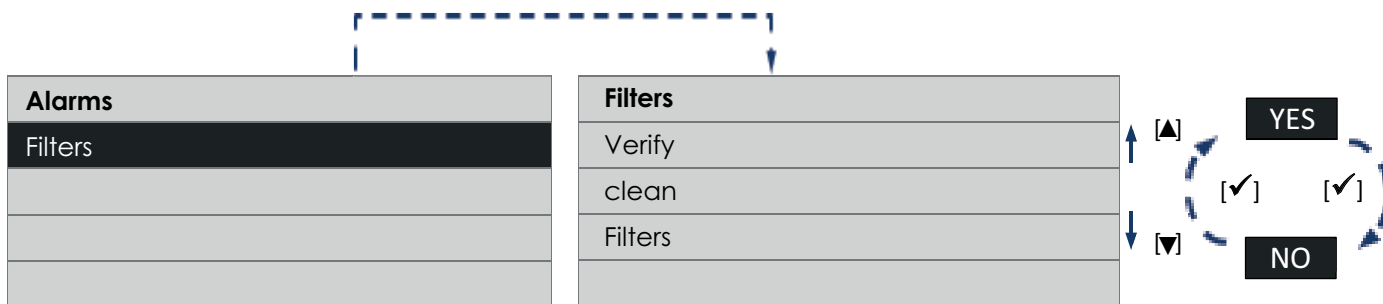 Alarms
Filters
Filters
Verify
clean
Filters
[▲]
[▼]
YES
[✓] [✓]
NO